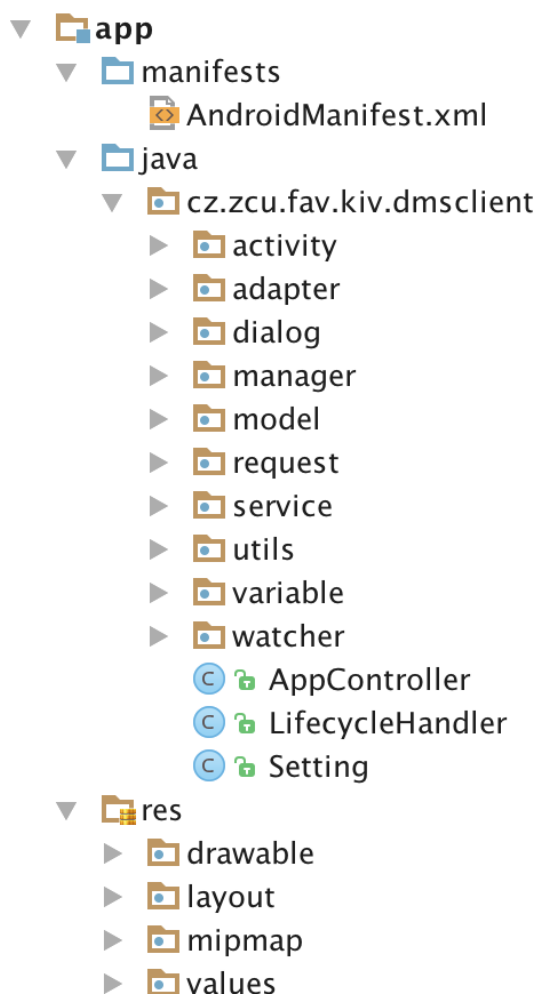 app
manifests
AndroidManifest.xml
java
cz.zcu.fav.kiv.dmsclient
activity
adapter
dialog
manager
model
request
service
utils
variable
watcher
AppController
LifecycleHandler
Setting
res
drawable
layout
mipmap
values